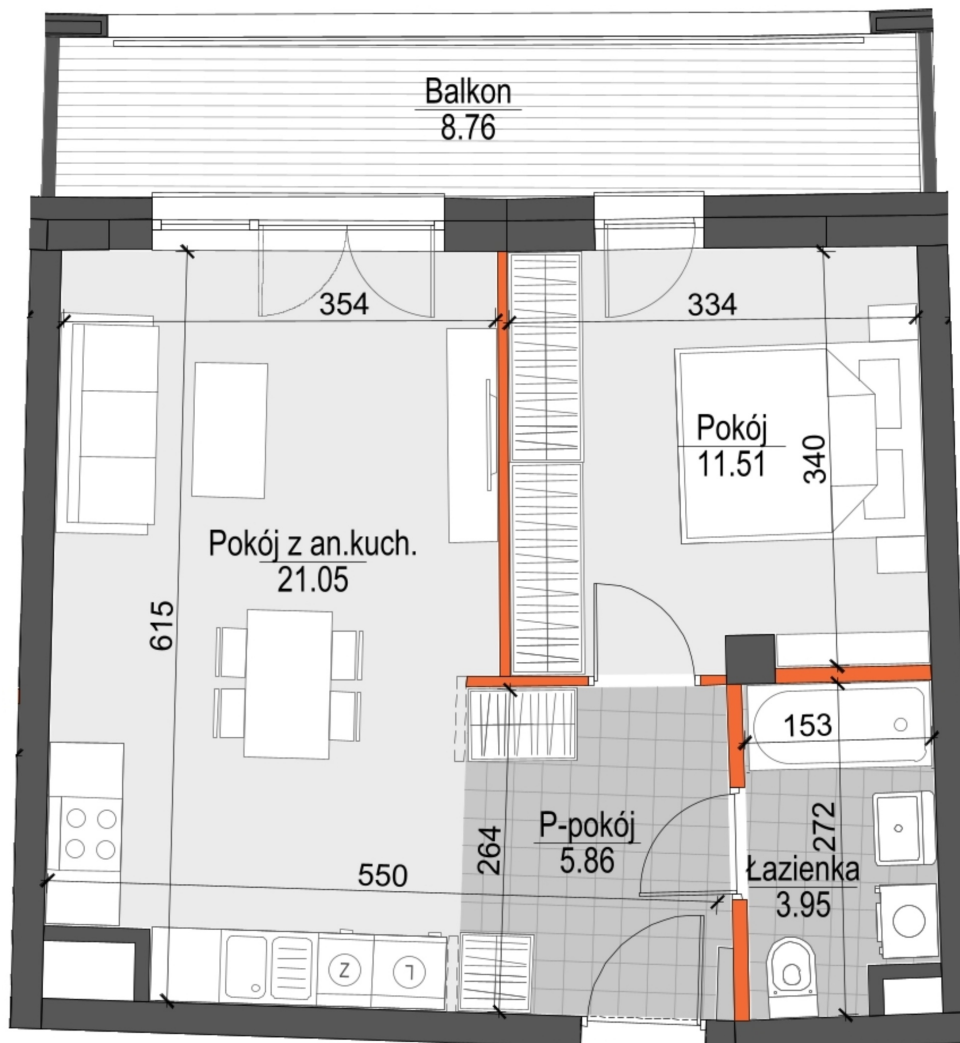 Balkon
8.76
354
334
Pokój
11.51
340
Pokój z an.kuch.
21.05
615
153
P-pokój
5.86
264
272
550
Łazienka
3.95
Z
L